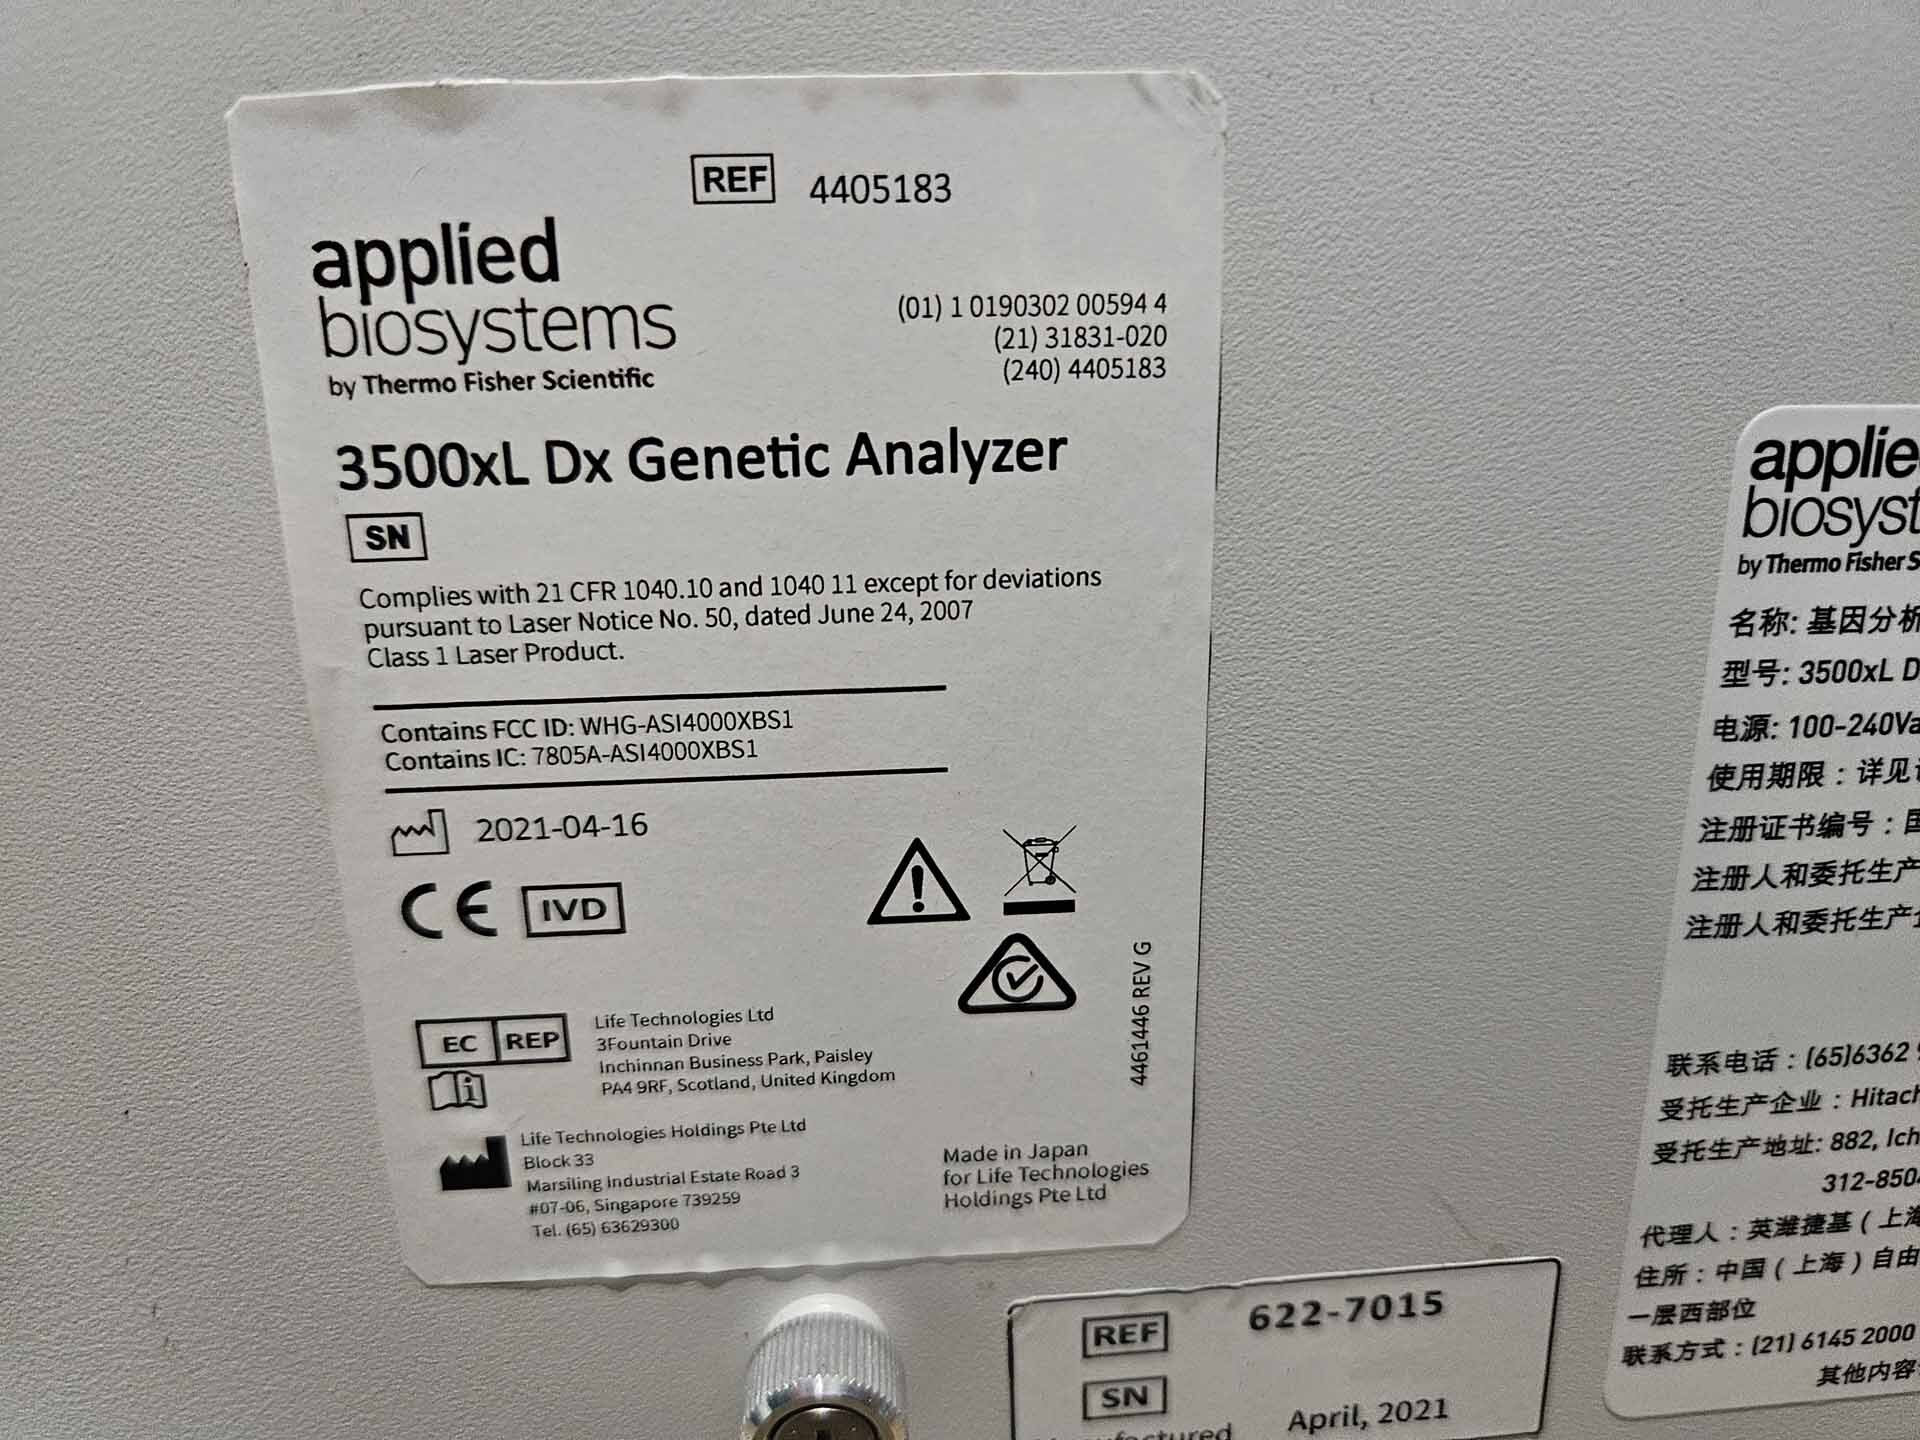 REF 4405183
applied
biosystems
by Thermo Fisher Scientific
(01) 1 0190302 00594 4
(21) 31831-020
(240) 4405183
3500xL Dx Genetic Analyzer
SN
Complies with 21 CFR 1040.10 and 1040 11 except for deviations
pursuant to Laser Notice No. 50, dated June 24, 2007
Class 1 Laser Product.
Contains FCC ID: WHG-ASI4000XBS1
Contains IC: 7805A-ASI4000XBS1
2021-04-16
CE IVD
EC REP
Life Technologies Ltd
3Fountain Drive
Inchinnan Business Park, Paisley
PA4 9RF, Scotland, United Kingdom
Life Technologies Holdings Pte Ltd
Block 33
Marsiling Industrial Estate Road 3
#07-06, Singapore 739259
Tel. (65) 63629300
Made in Japan
for Life Technologies
Holdings Pte Ltd
4461446 REV G
REF 622-7015
SN
Manufactured April, 2021
applie
biosyst
by Thermo Fisher S
名称: 基因分析
型号: 3500xL D
电源: 100-240Va
使用期限：详见
注册证书编号：国
注册人和委托生产
注册人和委托生产
联系电话：(65)6362
受托生产企业：Hitach
受托生产地址: 882, Ich
312-850
代理人：英潍捷基（上海
住所：中国（上海）自由
一层西部位
联系方式：(21) 6145 2000
其他内容